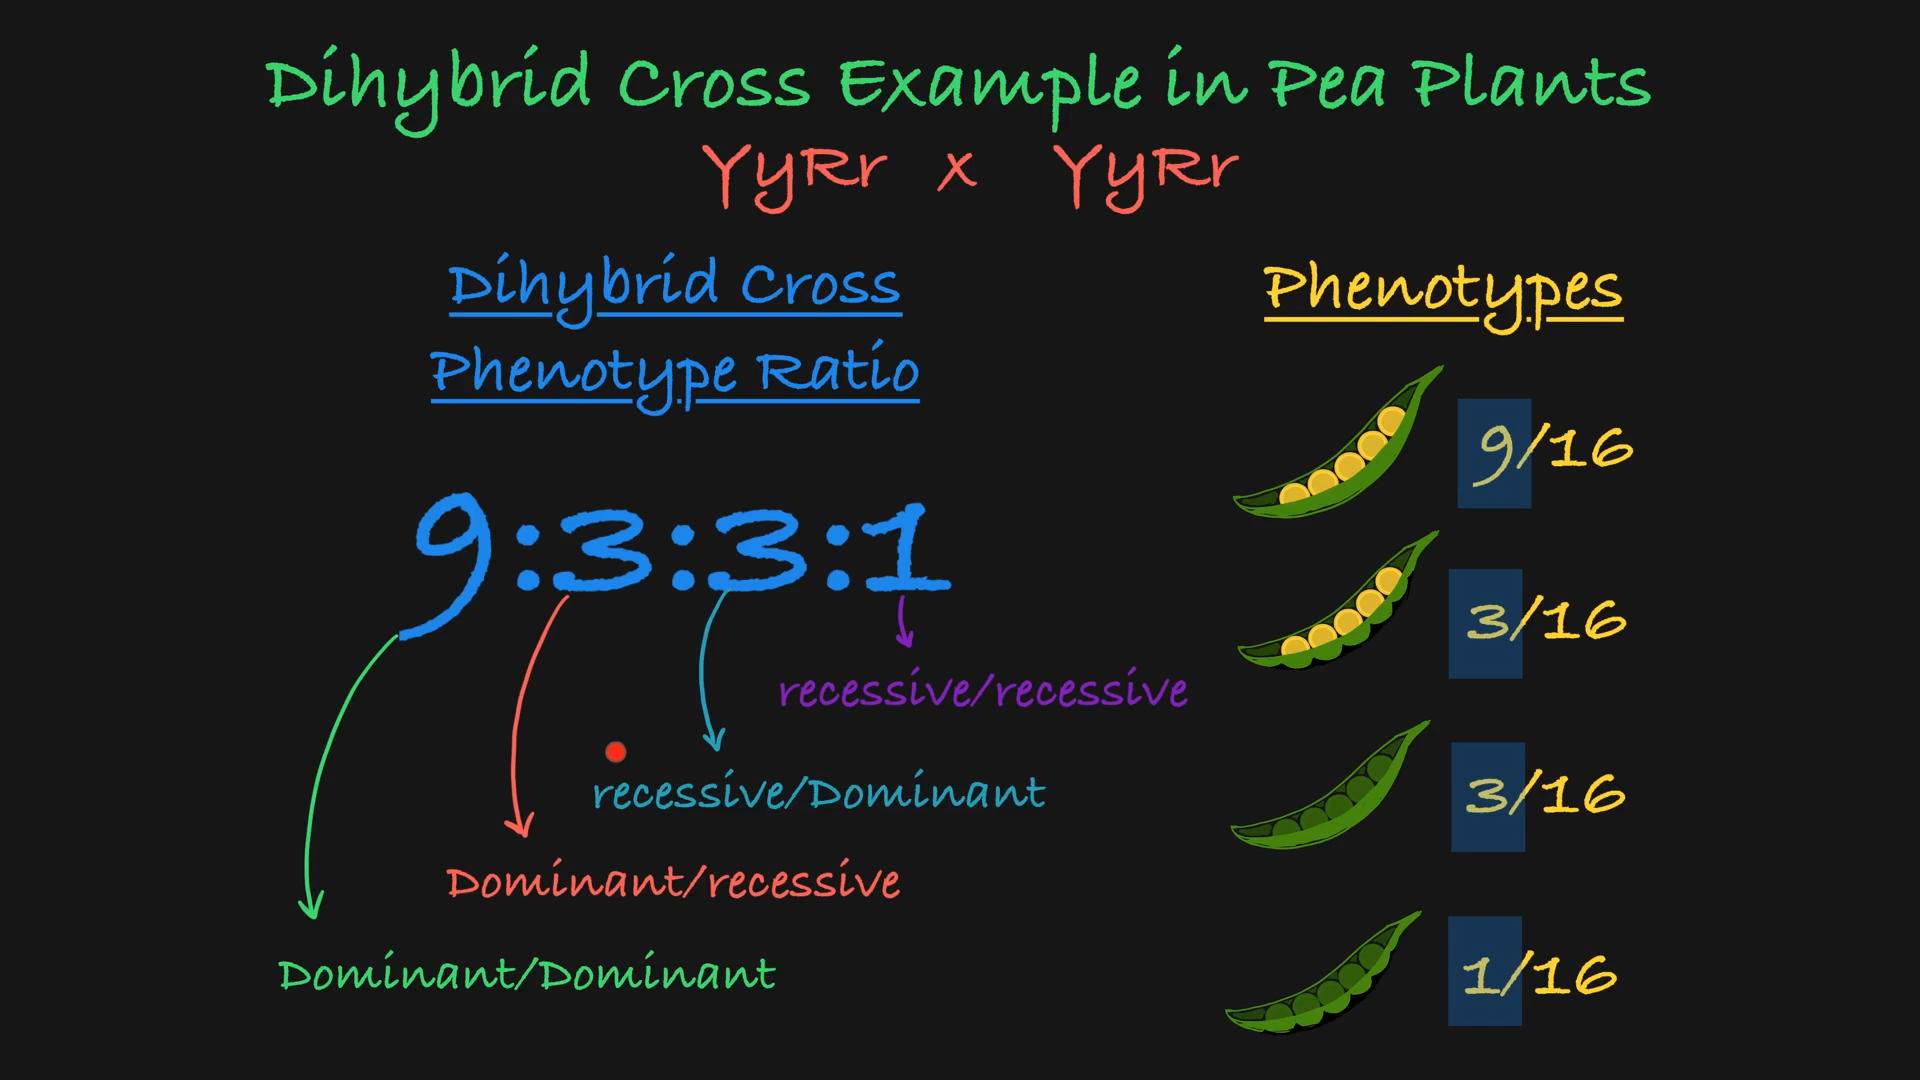 Dihybrid Cross Example in Pea Plants
YyRr x YyRr
Dihybrid Cross
Phenotype Ratio
9:3:3:1
recessive/recessive
recessive/Dominant
Dominant/recessive
Dominant/Dominant
Phenotypes
9/16
3/16
3/16
1/16